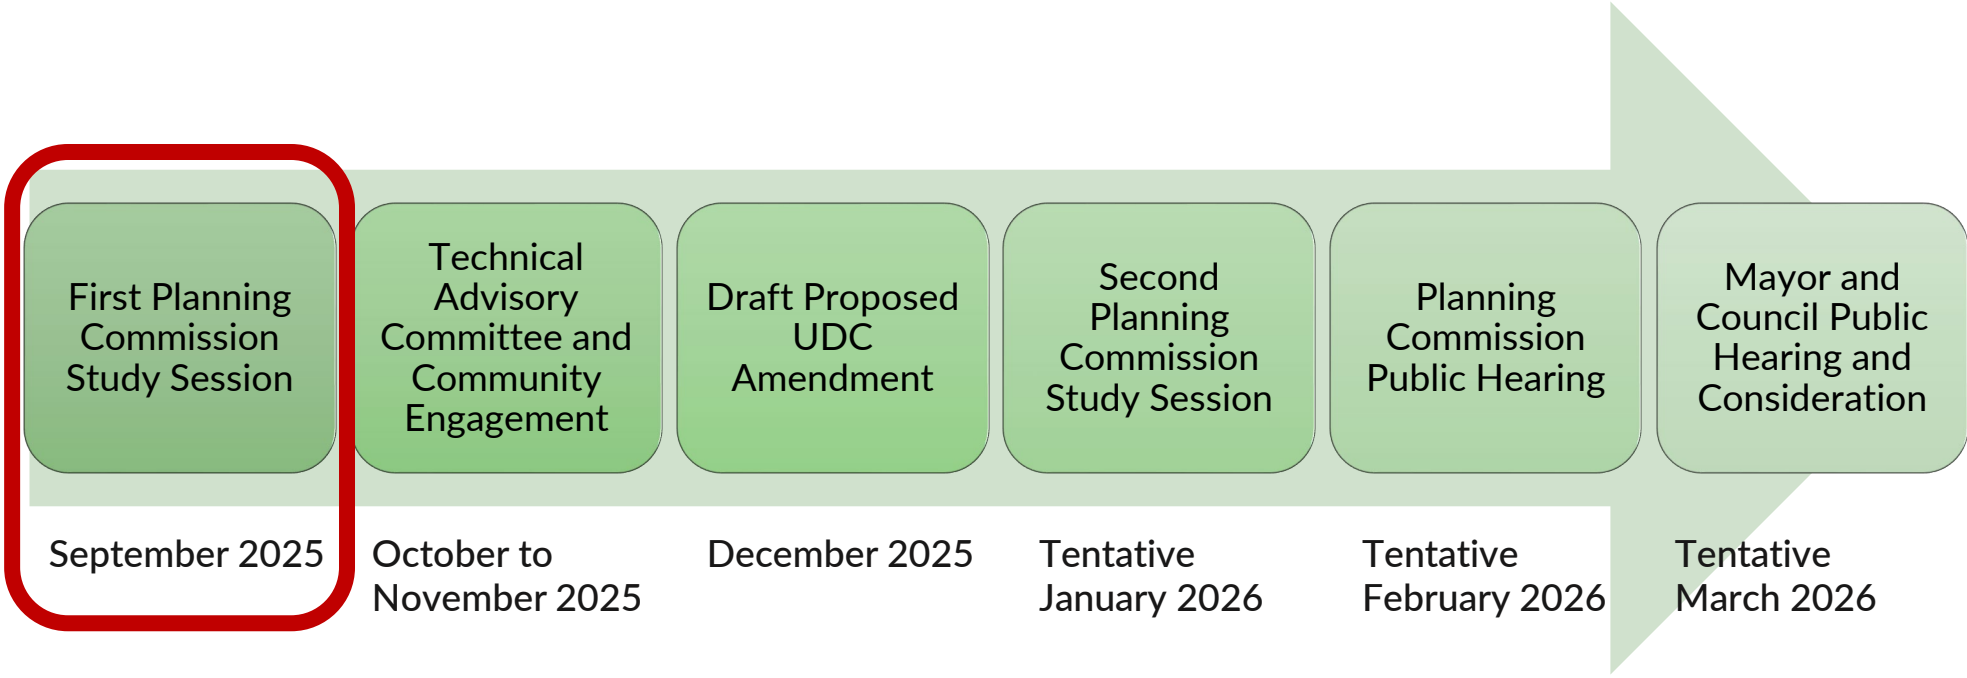 First Planning
Commission
Study Session
Technical
Advisory
Committee and
Community
Engagement
Draft Proposed
UDC
Amendment
Second
Planning
Commission
Study Session
Planning
Commission
Public Hearing
Mayor and
Council Public
Hearing and
Consideration
September 2025
October to
November 2025
December 2025
Tentative
January 2026
Tentative
February 2026
Tentative
March 2026